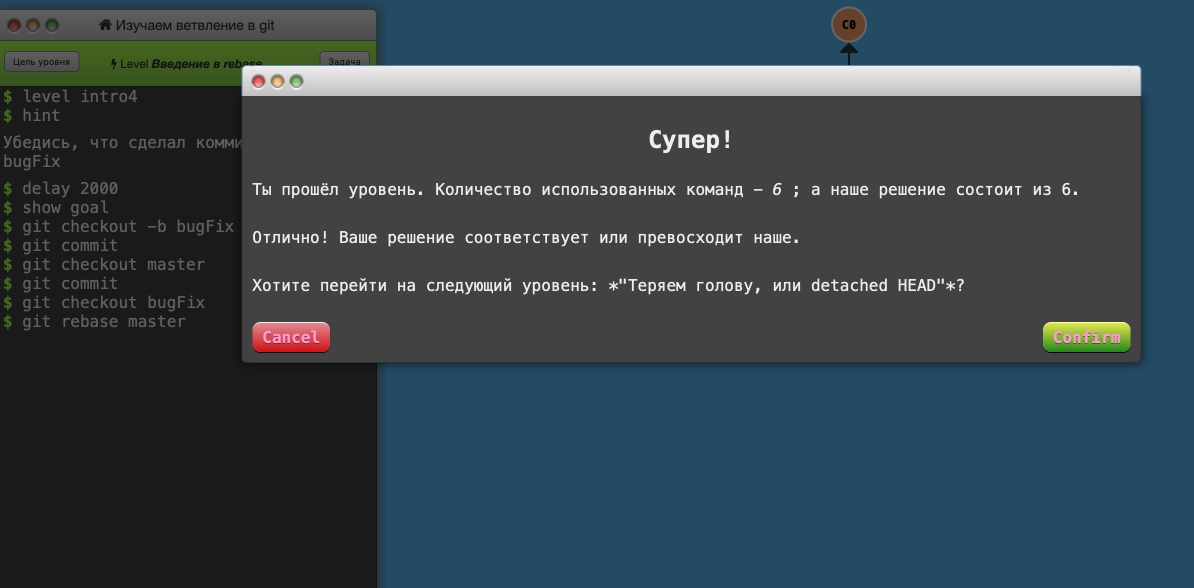 Изучаем ветвление в git
C0
Цель уровня
Level Введение в rebase
Задача
$ level intro4
$ hint
Убедись, что сделал комми
bugFix
$ delay 2000
$ show goal
$ git checkout -b bugFix
$ git commit
$ git checkout master
$ git commit
$ git checkout bugFix
$ git rebase master
Супер!
Ты прошёл уровень. Количество использованных команд – 6 ; а наше решение состоит из 6.
Отлично! Ваше решение соответствует или превосходит наше.
Хотите перейти на следующий уровень: *"Теряем голову, или detached HEAD"*?
Cancel
Confirm